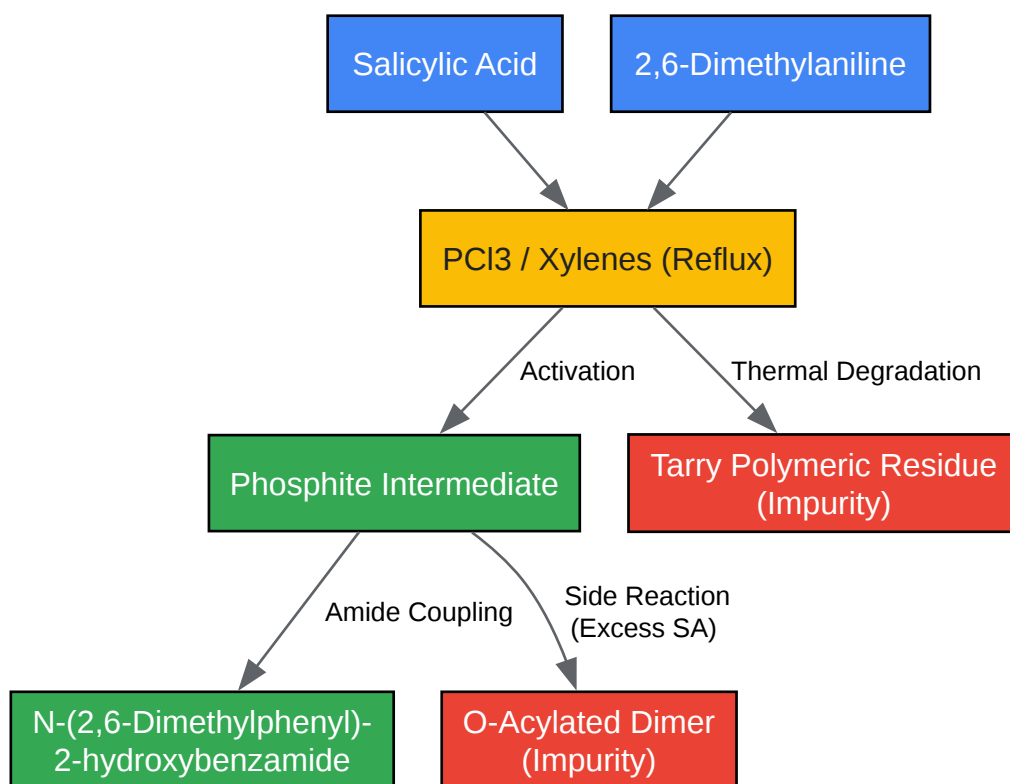 Salicylic Acid
2,6-Dimethylaniline
PCl3 / Xylenes (Reflux)
Activation
Thermal Degradation
Phosphite Intermediate
Tarry Polymeric Residue
(Impurity)
Amide Coupling
Side Reaction
(Excess SA)
N-(2,6-Dimethylphenyl)-
2-hydroxybenzamide
O-Acylated Dimer
(Impurity)